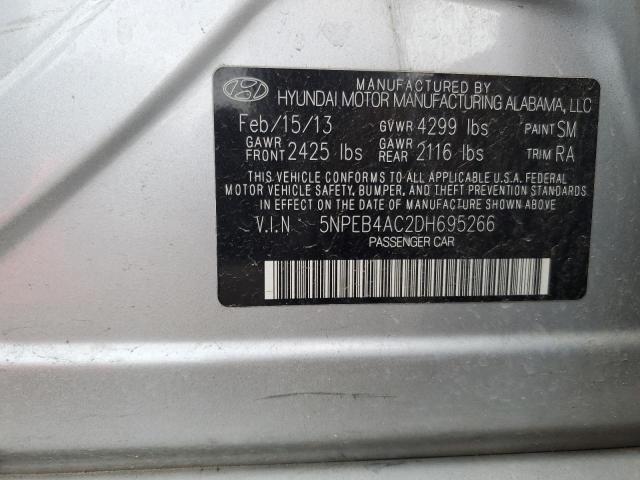 MANUFACTURED BY
HYUNDAI MOTOR MANUFACTURING ALABAMA, LLC
Feb/15/13 GVWR 4299 lbs PAINT SM
GAWR FRONT 2425 lbs GAWR REAR 2116 lbs TRIM RA
THIS VEHICLE CONFORMS TO ALL APPLICABLE U.S.A. FEDERAL
MOTOR VEHICLE SAFETY, BUMPER, AND THEFT PREVENTION STANDARDS
IN EFFECT ON THE DATE OF MANUFACTURE SHOWN ABOVE.
V.I.N 5NPEB4AC2DH695266
PASSENGER CAR